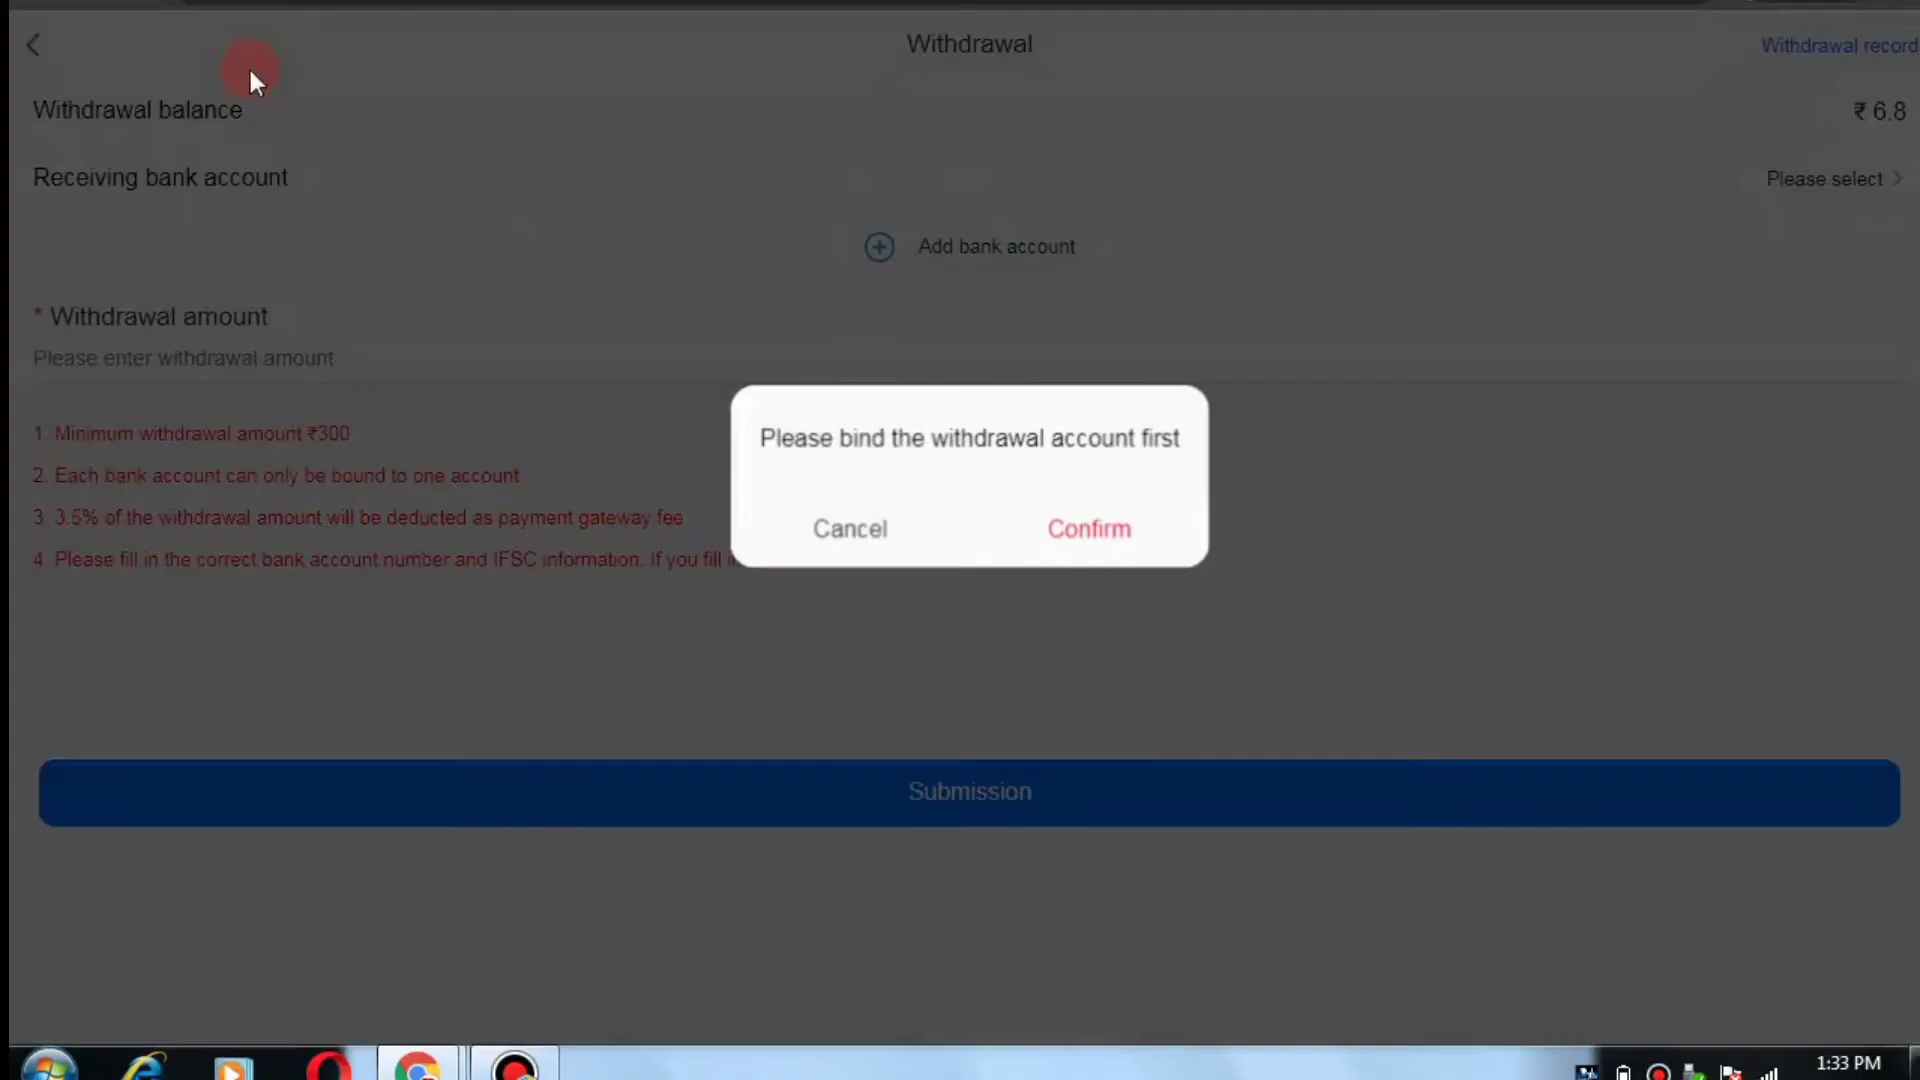 Withdrawal
Withdrawal record
Withdrawal balance
₹ 6.8
Receiving bank account
Please select
Add bank account
* Withdrawal amount
Please enter withdrawal amount
1. Minimum withdrawal amount ₹300
2. Each bank account can only be bound to one account
3. 3.5% of the withdrawal amount will be deducted as payment gateway fee
4. Please fill in the correct bank account number and IFSC information. If you fill
Please bind the withdrawal account first
Cancel
Confirm
Submission
1:33 PM